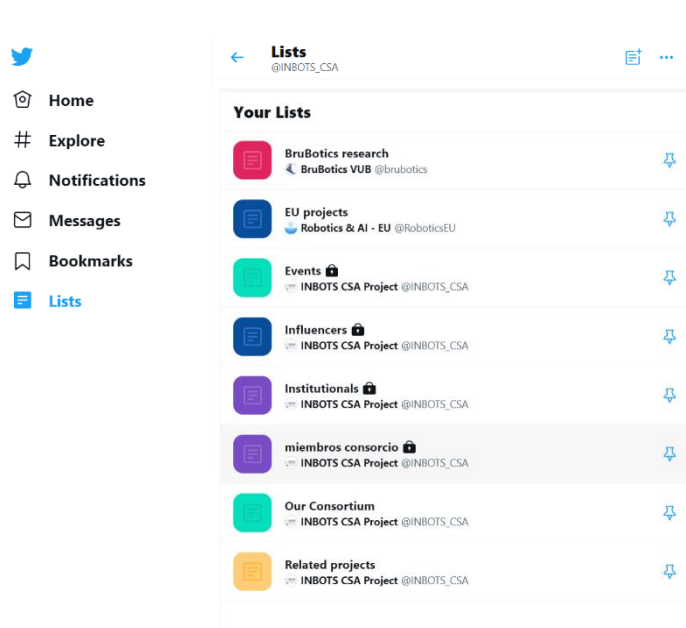 Lists
@INBOTS_CSA
Home
Explore
Notifications
Messages
Bookmarks
Lists
Your Lists
BruBotics research
BruBotics VUB @brubotics
EU projects
Robotics & AI - EU @RoboticsEU
Events
INBOTS CSA Project @INBOTS_CSA
Influencers
INBOTS CSA Project @INBOTS_CSA
Institutionals
INBOTS CSA Project @INBOTS_CSA
miembros consorcio
INBOTS CSA Project @INBOTS_CSA
Our Consortium
INBOTS CSA Project @INBOTS_CSA
Related projects
INBOTS CSA Project @INBOTS_CSA